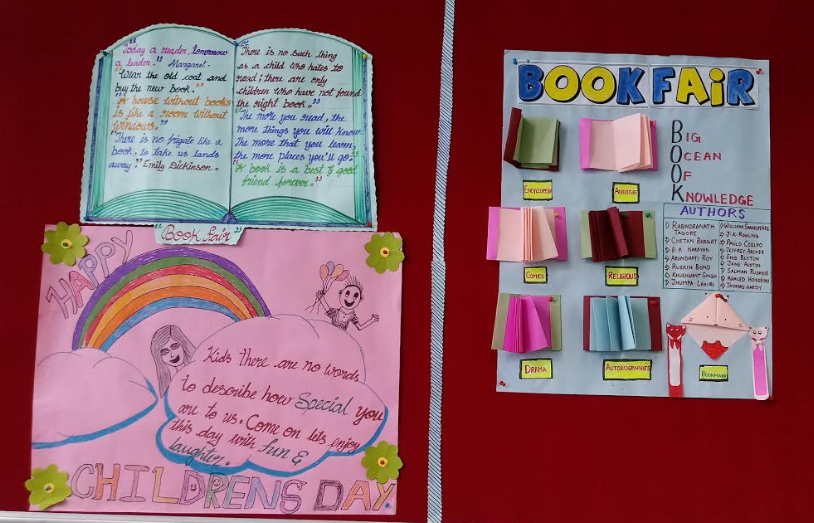 "Today a reader, tomorrow
a leader." Margaret.
"Wear the old coat and
buy the new book."
"A house without books
is like a room without
windows."
"There is no frigate like a
book, to take us lands
away." Emily Dickinson.
"There is no such thing
as a child who hates to
read; there are only
children who have not found
the right book."
"The more you read, the
more things you will know.
The more that you learn,
the more places you'll go."
"A book is a best & good
friend forever."
"Book Fair"
HAPPY
Kids there are no words
to describe how Special you
are to us. Come on lets enjoy
this day with fun &
laughter.
CHILDRENS DAY.
BOOK FAiR
BIG
OCEAN
OF
KNOWLEDGE
ENCYCLOPEDIA
ADVENTURE
COMICS
RELIGIOUS
DRAMA
AUTOBIOGRAPHIES
BOOKMARK
AUTHORS
RABINDRANATH
TAGORE
CHETAN BHAGAT
R.K NARAYAN
ARUNDHATI ROY
RUSKIN BOND
KHUSHWANT SINGH
JHUMPA LAHIRI
WILLIAM SHAKESPEARE
J.K ROWLING
PAULO COELHO
JEFFREY ARCHER
ENID BLYTON
JANE AUSTIN
SALMAN RUSHDIE
KHALED HOSSEINI
THOMAS HARDY